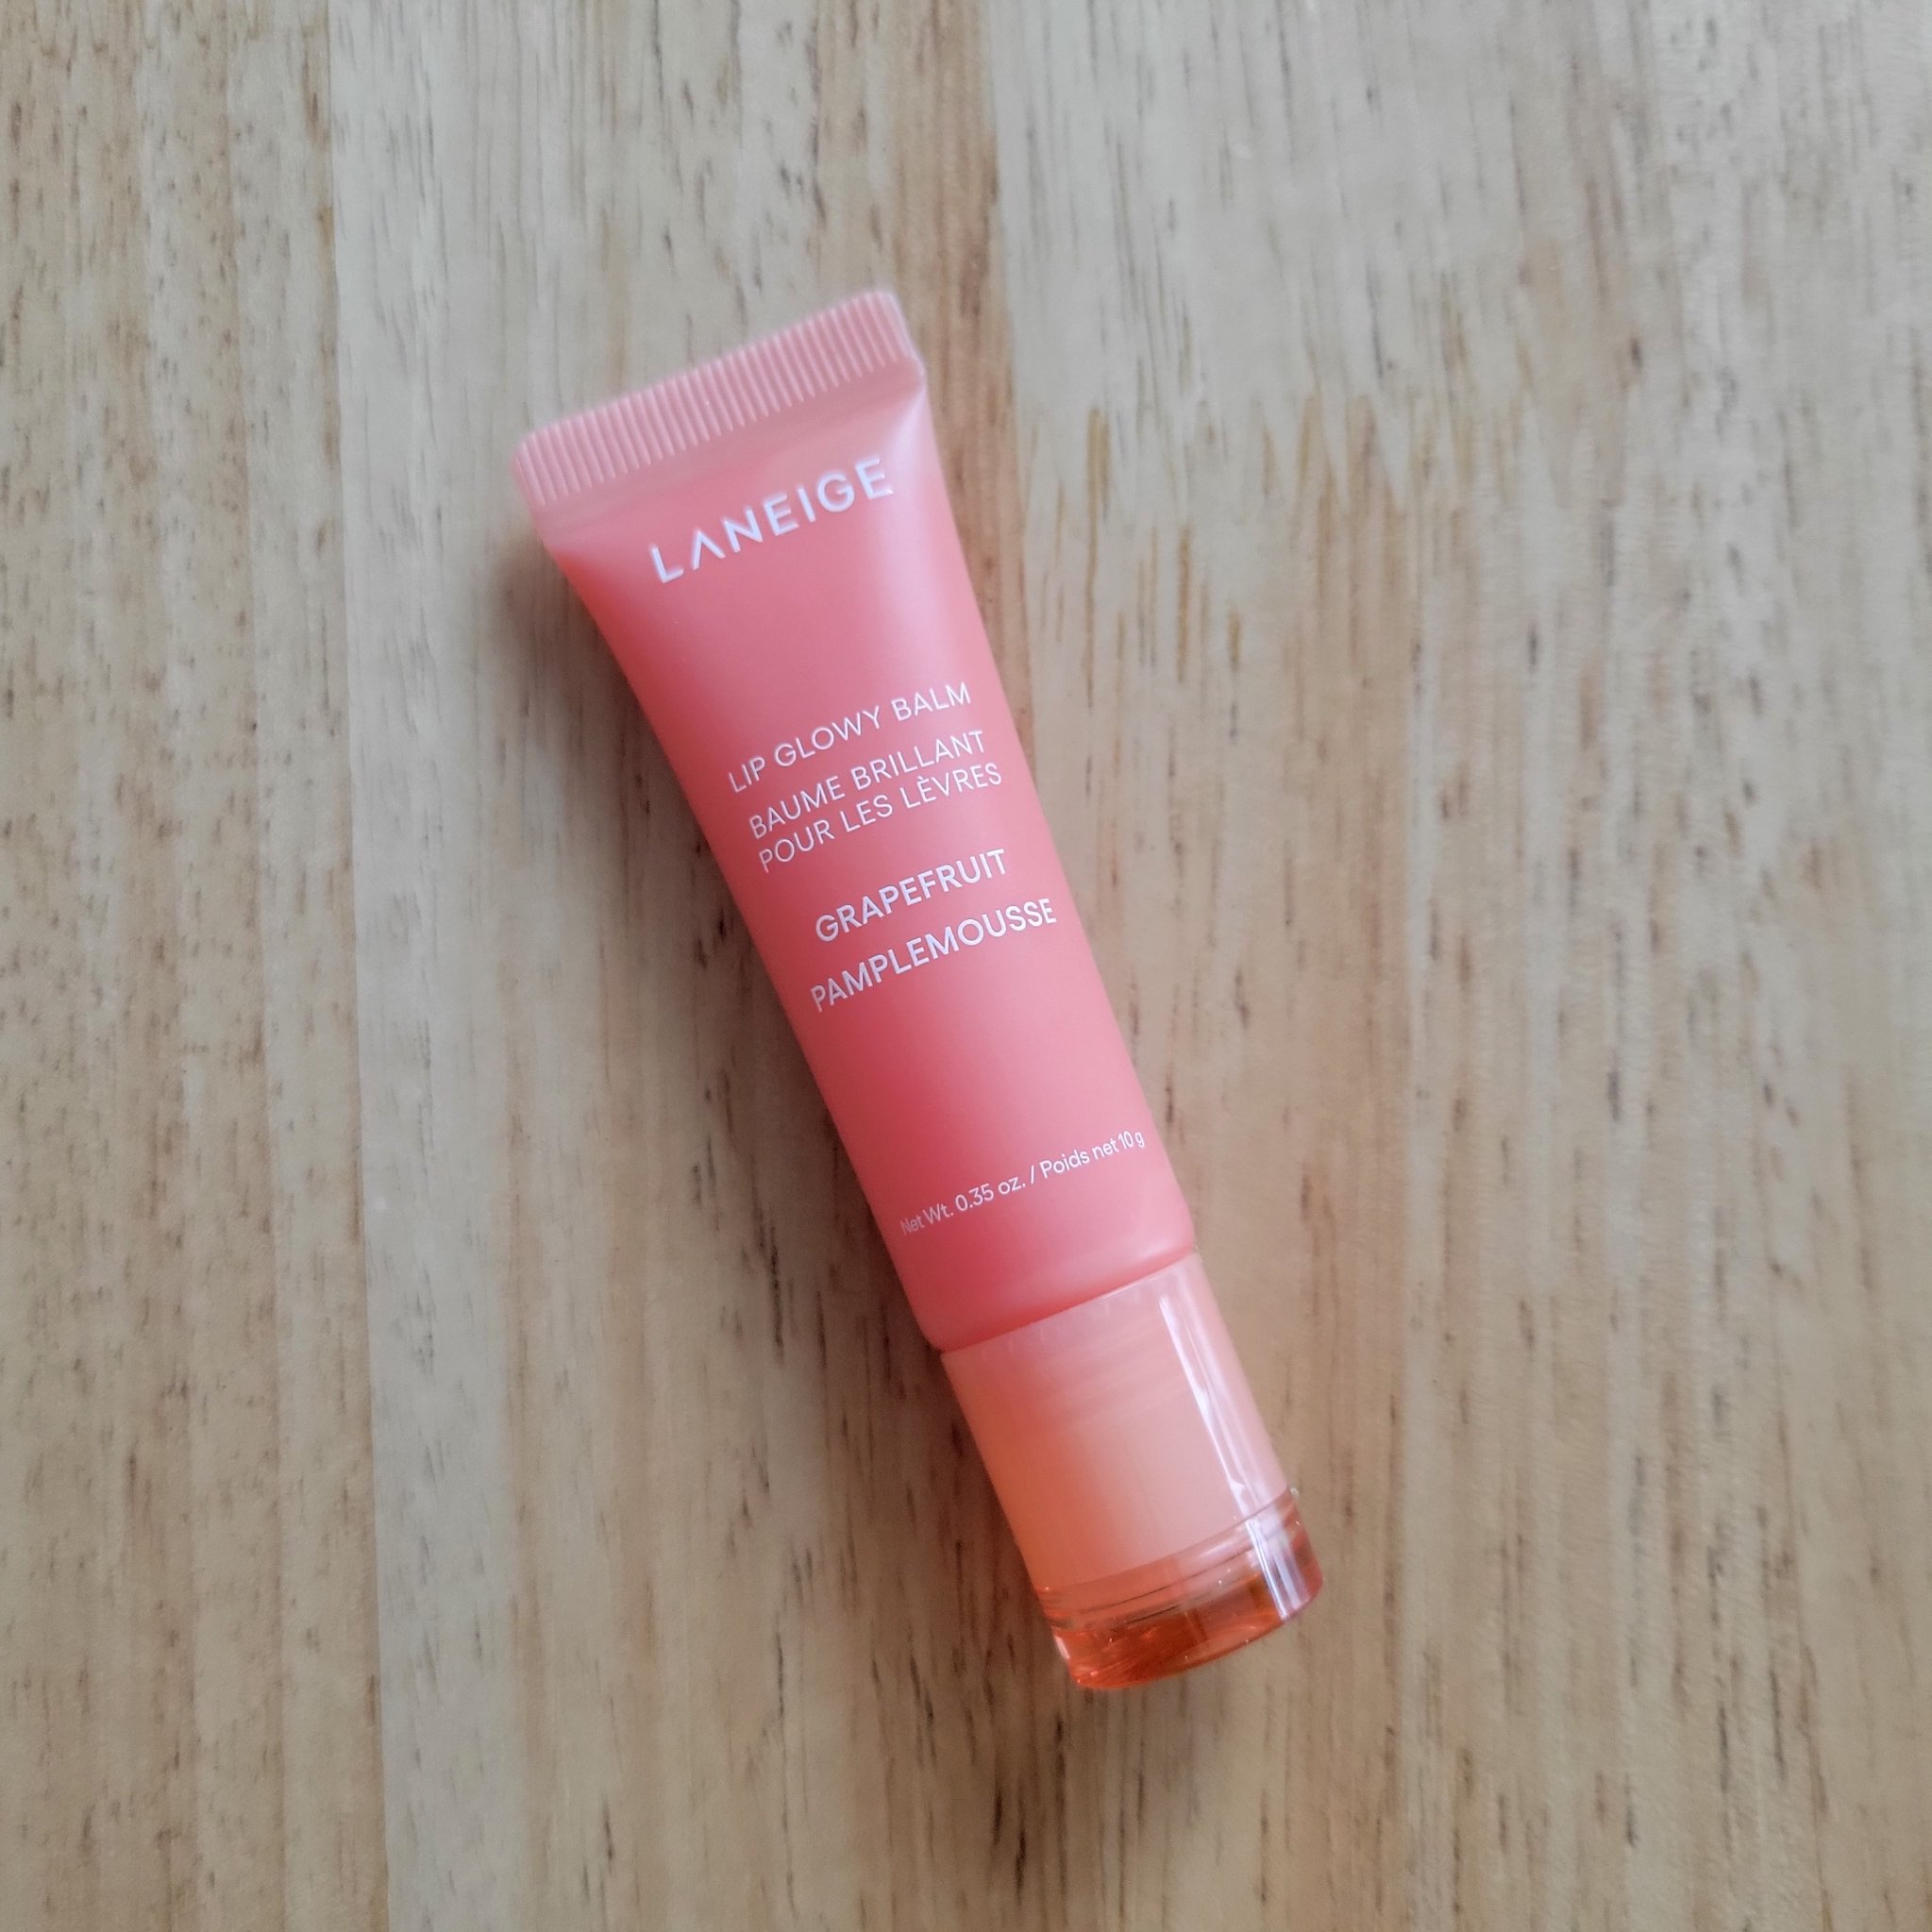 LANEIGE
LIP GLOWY BALM
BAUME BRILLANT
POUR LES LÈVRES
GRAPEFRUIT
PAMPLEMOUSSE
Net Wt. 0.35 oz. / Poids net 10 g